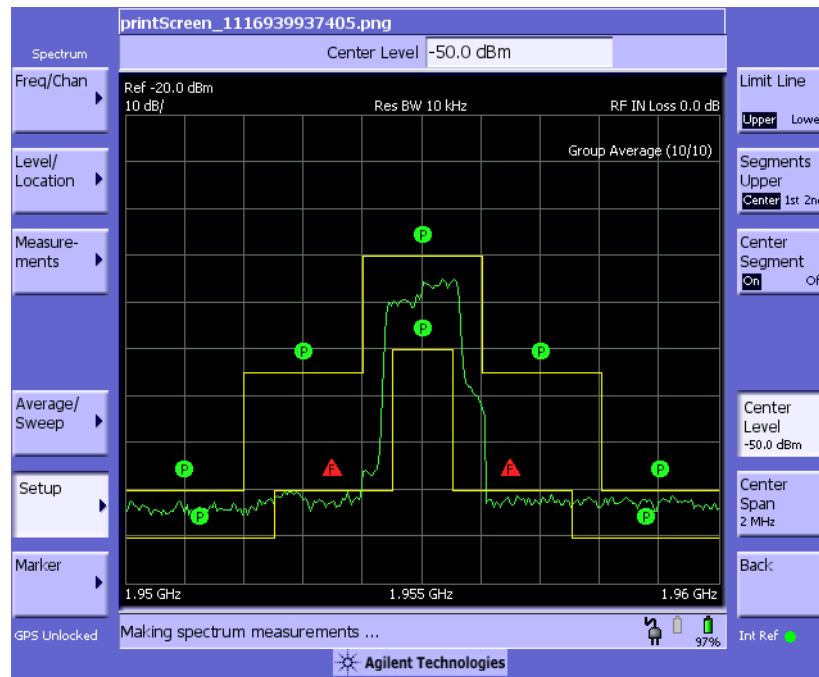 printScreen_1116939937405.png
Spectrum
Center Level -50.0 dBm
Freq/Chan
Ref -20.0 dBm
10 dB/ Res BW 10 kHz RF IN Loss 0.0 dB
Limit Line
Upper Lowe
Group Average (10/10)
Level/
Location
Segments
Upper
Center 1st 2n
Measure-
ments
Center
Segment
On Of
P
P
P
P
P
F
F
P
P
P
Average/
Sweep
Center
Level
-50.0 dBm
Setup
Center
Span
2 MHz
Marker
Back
1.95 GHz 1.955 GHz 1.96 GHz
GPS Unlocked
Making spectrum measurements ...
97%
Int Ref
Agilent Technologies